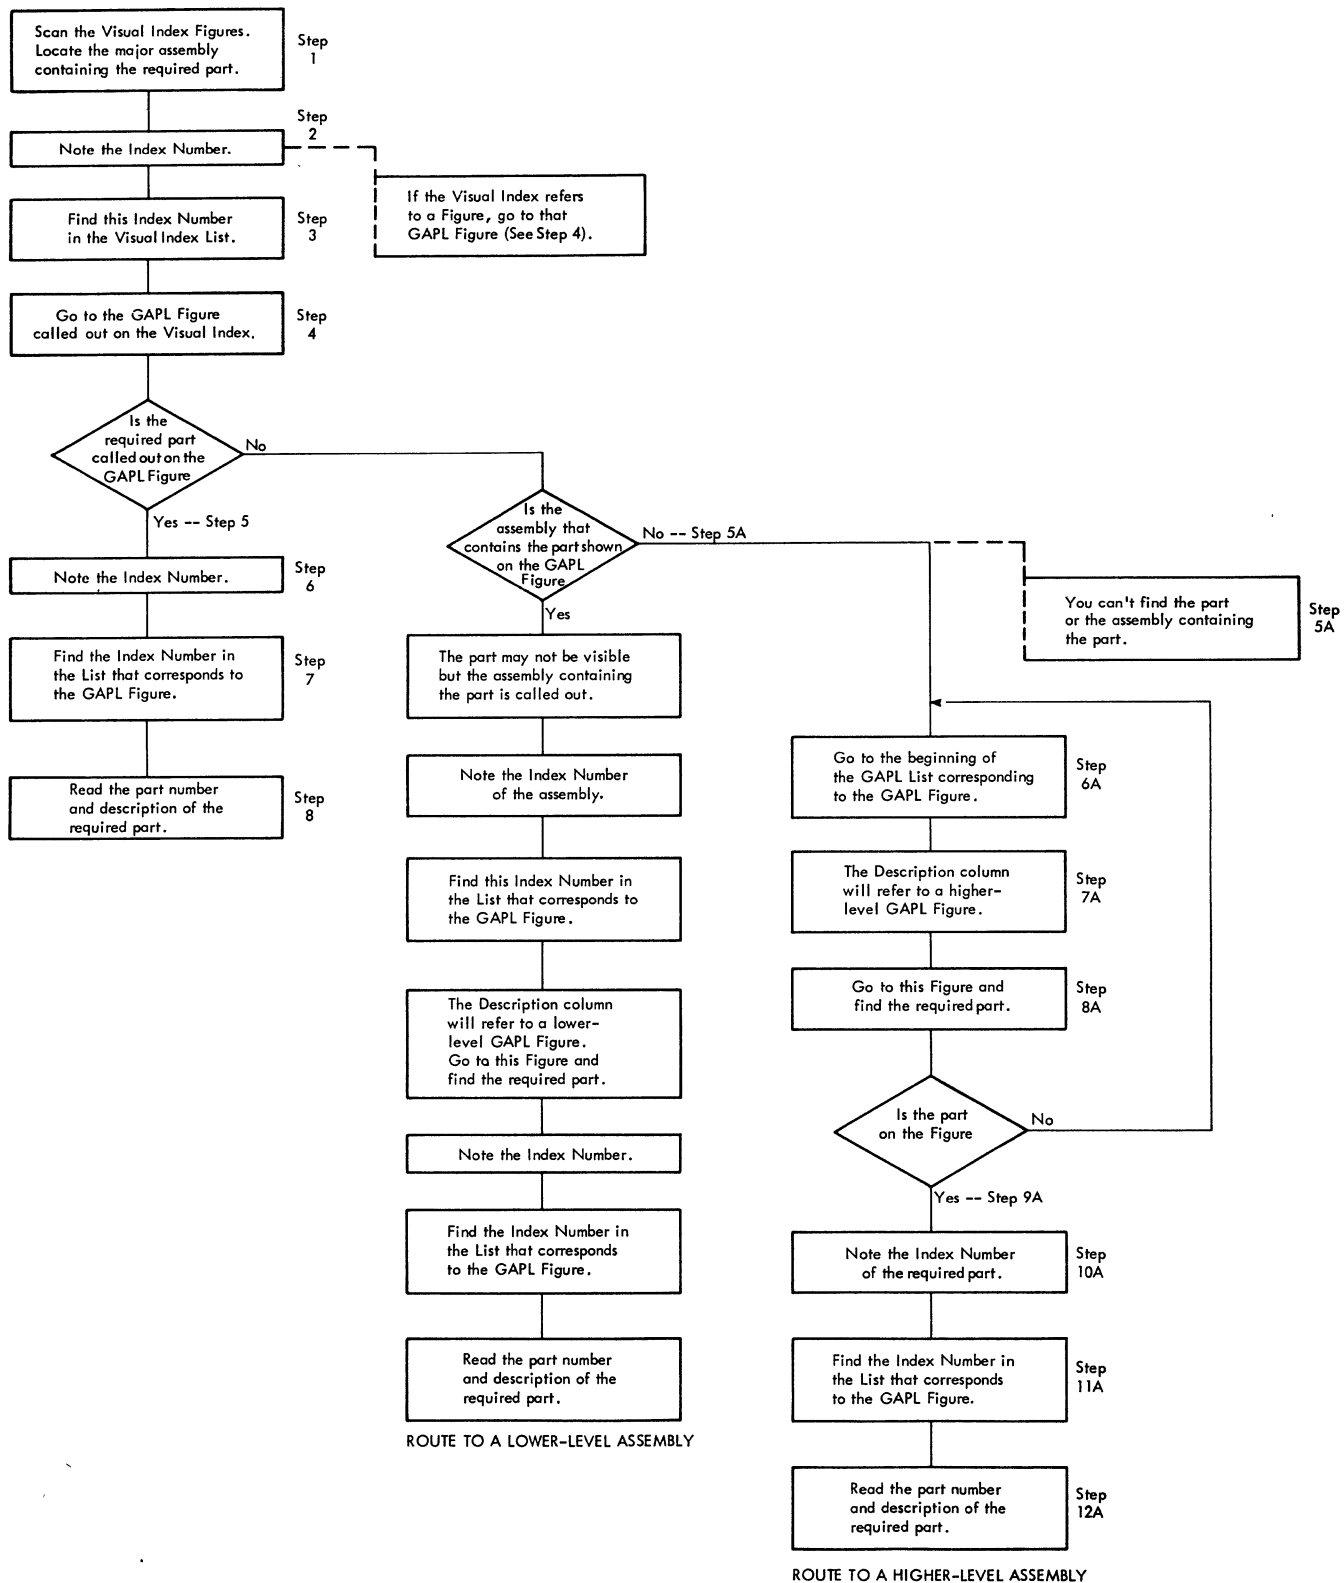 Scan the Visual Index Figures.
Locate the major assembly
containing the required part.
Step
1
Step
2
Note the Index Number.
If the Visual Index refers
to a Figure, go to that
GAPL Figure (See Step 4).
Find this Index Number
in the Visual Index List.
Step
3
Go to the GAPL Figure
called out on the Visual Index.
Step
4
Is the
required part
called out on the
GAPL Figure
No
Yes -- Step 5
Note the Index Number.
Step
6
Find the Index Number in
the List that corresponds to
the GAPL Figure.
Step
7
Read the part number
and description of the
required part.
Step
8
Is the
assembly that
contains the part shown
on the GAPL
Figure
No -- Step 5A
Yes
The part may not be visible
but the assembly containing
the part is called out.
Note the Index Number
of the assembly.
Find this Index Number in
the List that corresponds to
the GAPL Figure.
The Description column
will refer to a lower-
level GAPL Figure.
Go to this Figure and
find the required part.
Note the Index Number.
Find the Index Number in
the List that corresponds
to the GAPL Figure.
Read the part number
and description of the
required part.
ROUTE TO A LOWER-LEVEL ASSEMBLY
You can't find the part
or the assembly containing
the part.
Step
5A
Go to the beginning of
the GAPL List corresponding
to the GAPL Figure.
Step
6A
The Description column
will refer to a higher-
level GAPL Figure.
Step
7A
Go to this Figure and
find the required part.
Step
8A
Is the part
on the Figure
No
Yes -- Step 9A
Note the Index Number
of the required part.
Step
10A
Find the Index Number in
the List that corresponds
to the GAPL Figure.
Step
11A
Read the part number
and description of the
required part.
Step
12A
ROUTE TO A HIGHER-LEVEL ASSEMBLY